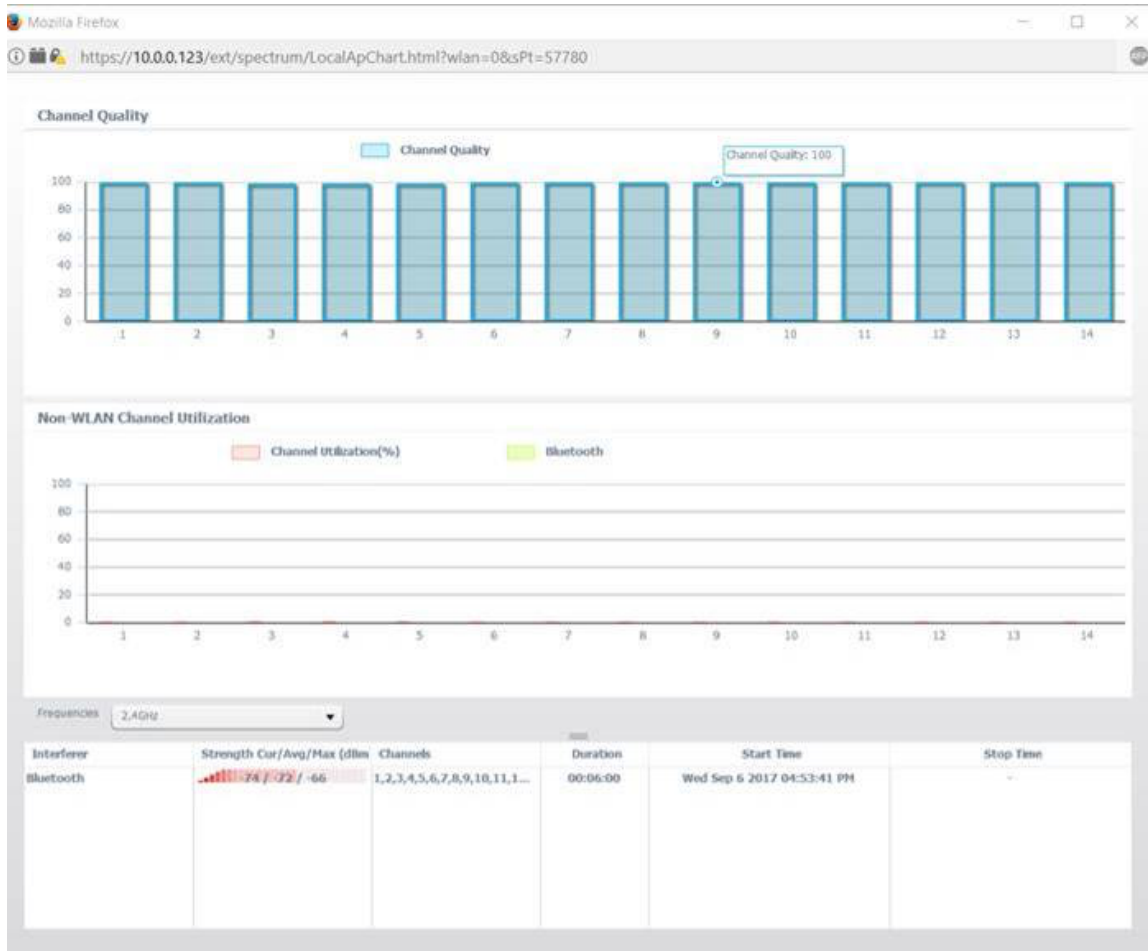 Mozilla Firefox
https://10.0.0.123/ext/spectrum/LocalApChart.html?wlan=0&sPt=57780
Channel Quality
Channel Quality
Channel Quality: 100
100
80
60
40
20
0
1 2 3 4 5 6 7 8 9 10 11 12 13 14
Non-WLAN Channel Utilization
Channel Utilization(%) Bluetooth
100
80
60
40
20
0
1 2 3 4 5 6 7 8 9 10 11 12 13 14
Frequencies 2.4GHz
Interferer Strength Cur/Avg/Max (dBm Channels Duration Start Time Stop Time
Bluetooth -74 / -72 / -66 1,2,3,4,5,6,7,8,9,10,11,1... 00:06:00 Wed Sep 6 2017 04:53:41 PM -